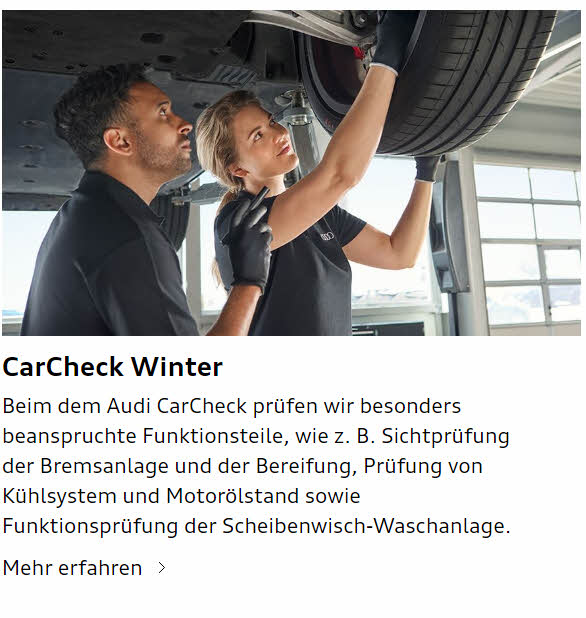 CarCheck Winter
Beim dem Audi CarCheck prüfen wir besonders
beanspruchte Funktionsteile, wie z. B. Sichtprüfung
der Bremsanlage und der Bereifung, Prüfung von
Kühlsystem und Motorölstand sowie
Funktionsprüfung der Scheibenwisch-Waschanlage.
Mehr erfahren